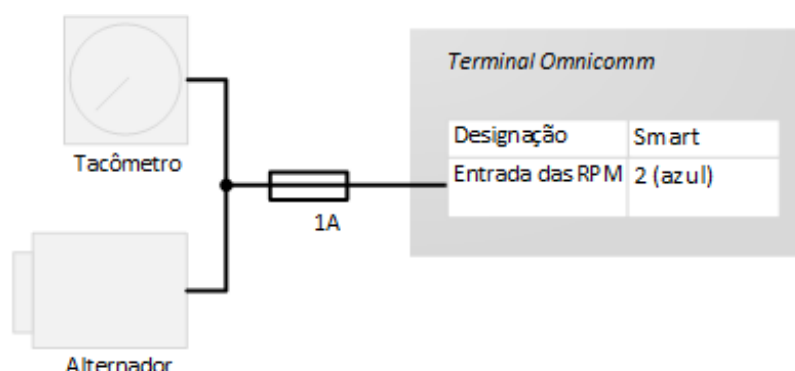 Terminal Omnicomm
Designação Smart
Entrada das RPM 2 (azul)
Tacômetro
1A
Alternador